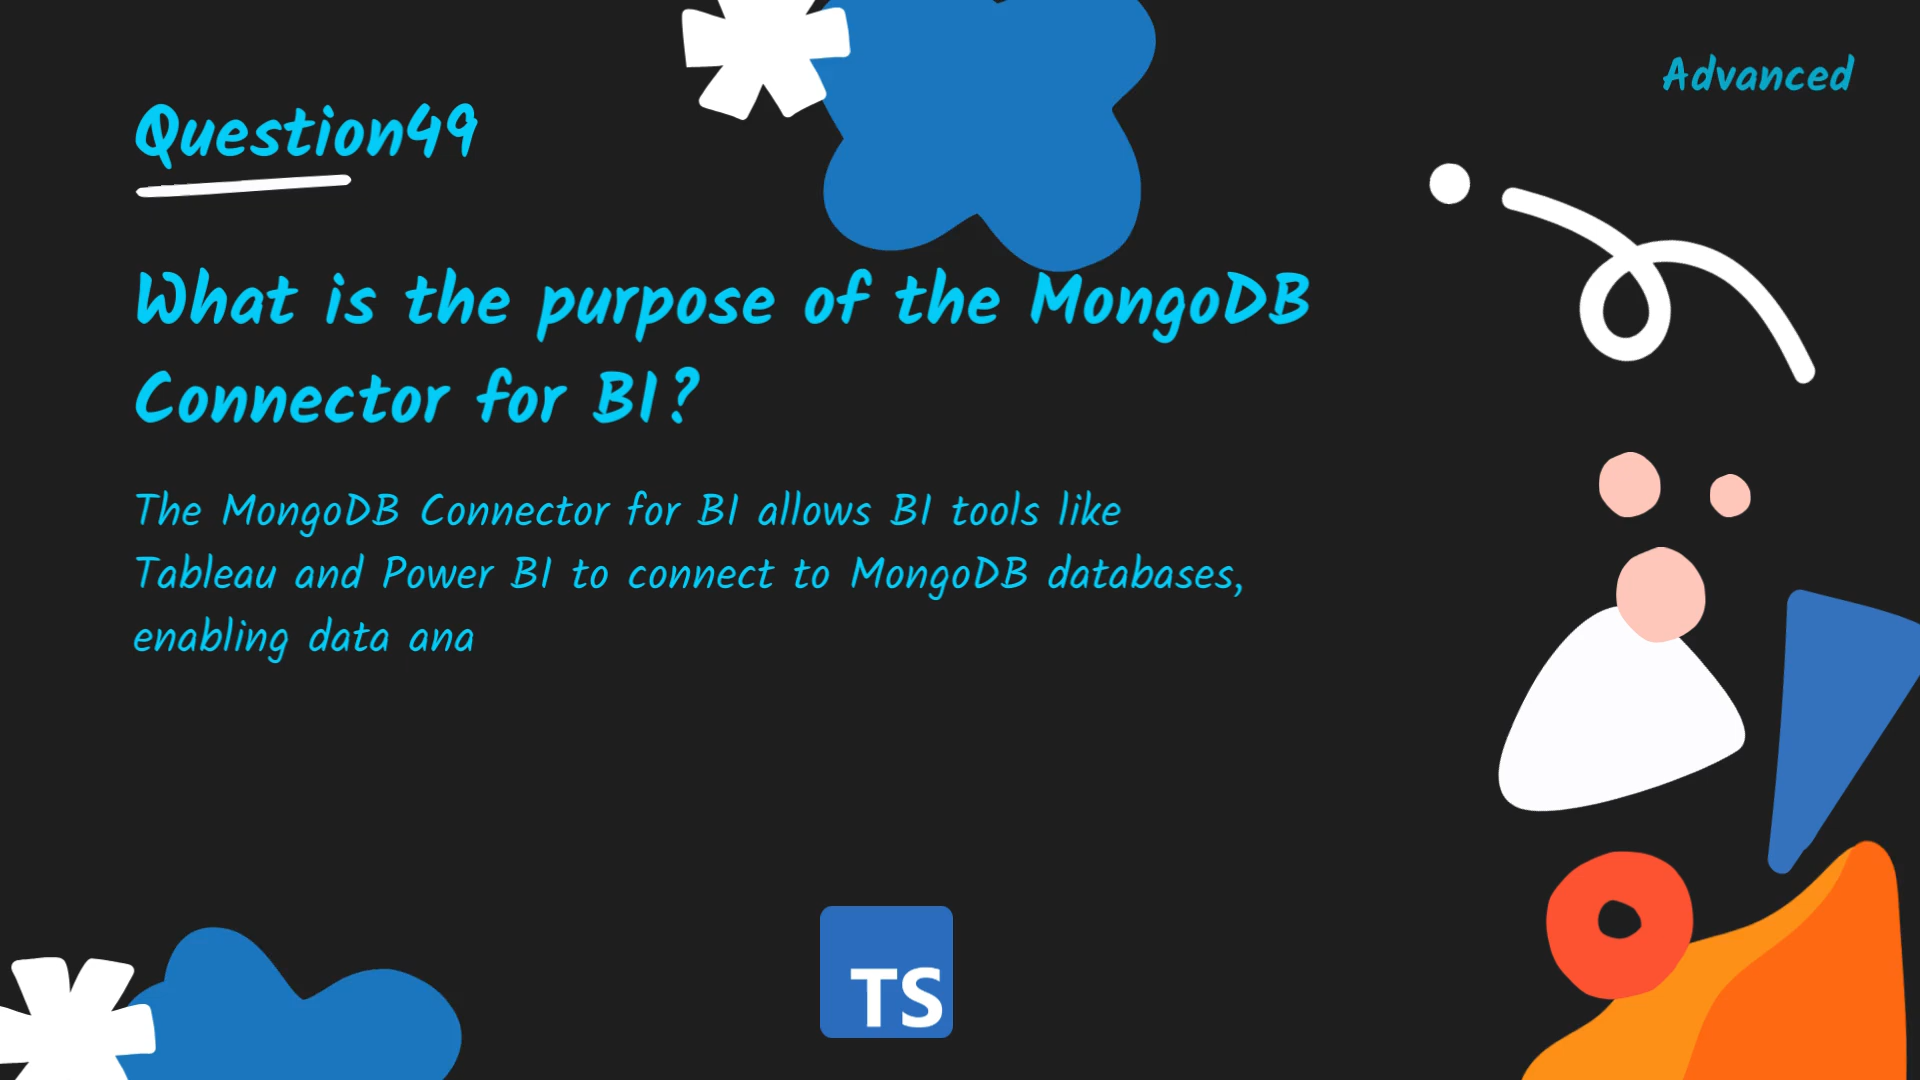 Advanced
Question49
What is the purpose of the MongoDB
Connector for BI?
The MongoDB Connector for BI allows BI tools like
Tableau and Power BI to connect to MongoDB databases,
enabling data ana
TS